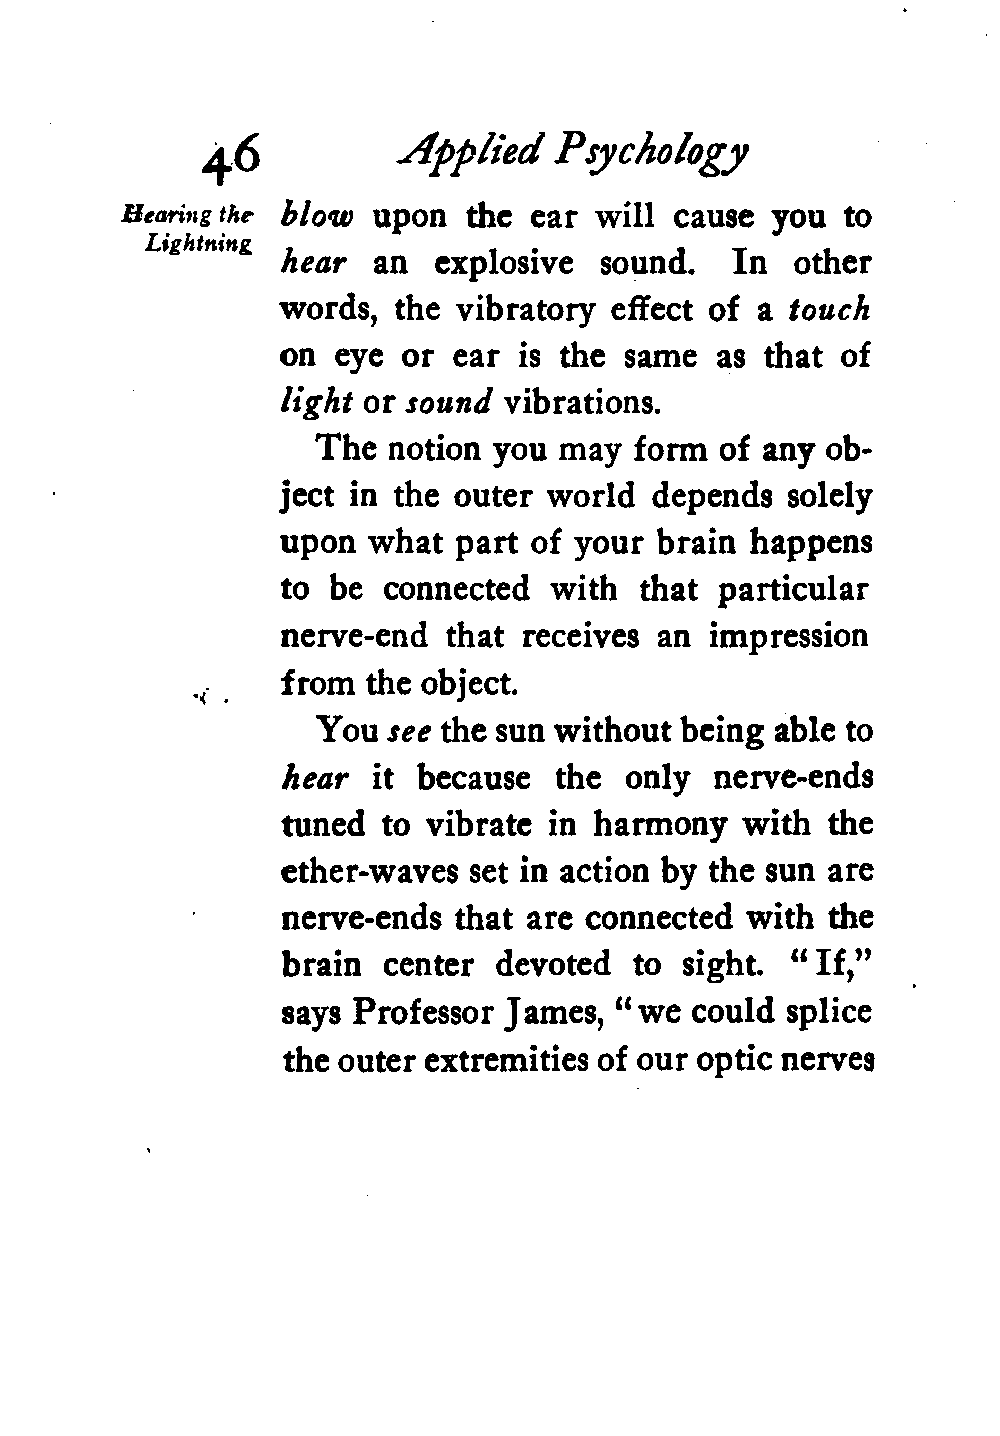 46 Applied Psychology
Hearing the
Lightning
blow upon the ear will cause you to
hear an explosive sound. In other
words, the vibratory effect of a touch
on eye or ear is the same as that of
light or sound vibrations.
The notion you may form of any ob-
ject in the outer world depends solely
upon what part of your brain happens
to be connected with that particular
nerve-end that receives an impression
from the object.
You see the sun without being able to
hear it because the only nerve-ends
tuned to vibrate in harmony with the
ether-waves set in action by the sun are
nerve-ends that are connected with the
brain center devoted to sight. “If,”
says Professor James, “we could splice
the outer extremities of our optic nerves